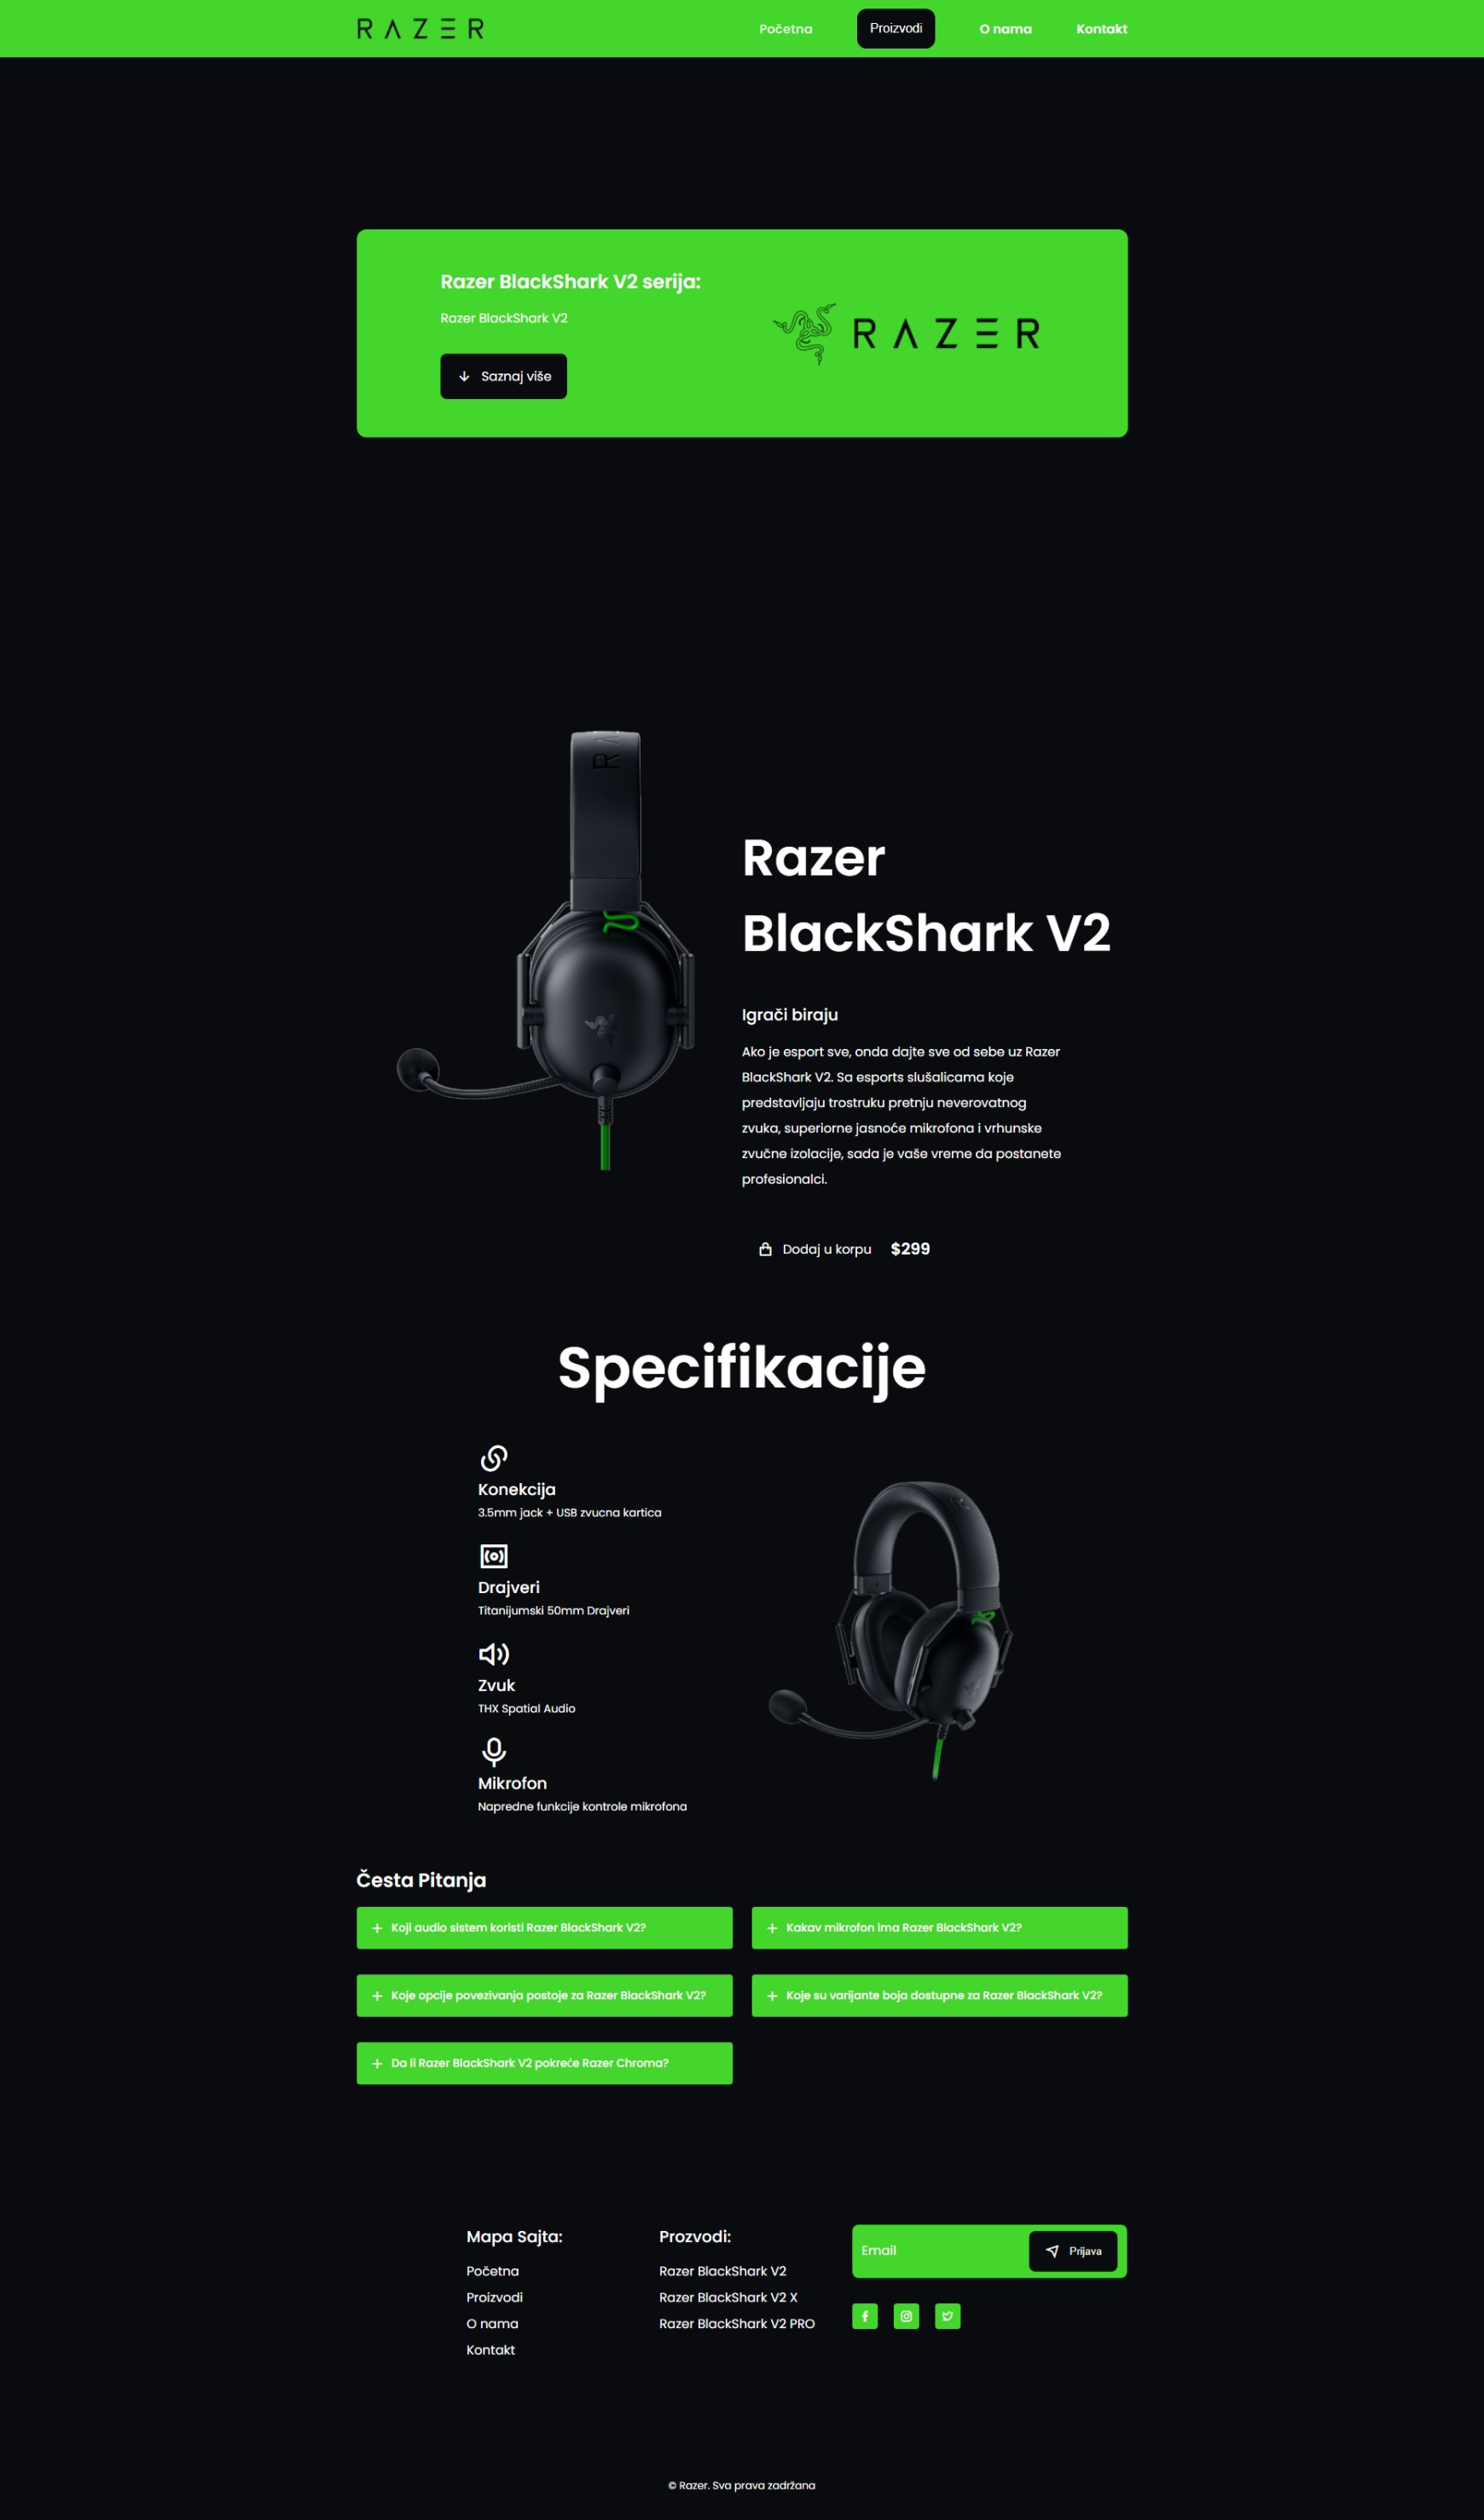 RAZER
Početna
Proizvodi
O nama
Kontakt
Razer BlackShark V2 serija:
Razer BlackShark V2
Saznaj više
RAZER
RA
Razer
BlackShark V2
Igrači biraju
Ako je esport sve, onda dajte sve od sebe uz Razer
BlackShark V2. Sa esports slušalicama koje
predstavljaju trostruku pretnju neverovatnog
zvuka, superiorne jasnoće mikrofona i vrhunske
zvučne izolacije, sada je vaše vreme da postanete
profesionalci.
Dodaj u korpu $299
Specifikacije
Konekcija
3.5mm jack + USB zvucna kartica
Drajveri
Titanijumski 50mm Drajveri
Zvuk
THX Spatial Audio
Mikrofon
Napredne funkcije kontrole mikrofona
Česta Pitanja
Koji audio sistem koristi Razer BlackShark V2?
Kakav mikrofon ima Razer BlackShark V2?
Koje opcije povezivanja postoje za Razer BlackShark V2?
Koje su varijante boja dostupne za Razer BlackShark V2?
Da li Razer BlackShark V2 pokreće Razer Chroma?
Mapa Sajta:
Početna
Proizvodi
O nama
Kontakt
Prozvodi:
Razer BlackShark V2
Razer BlackShark V2 X
Razer BlackShark V2 PRO
Email
Prijava
© Razer. Sva prava zadržana